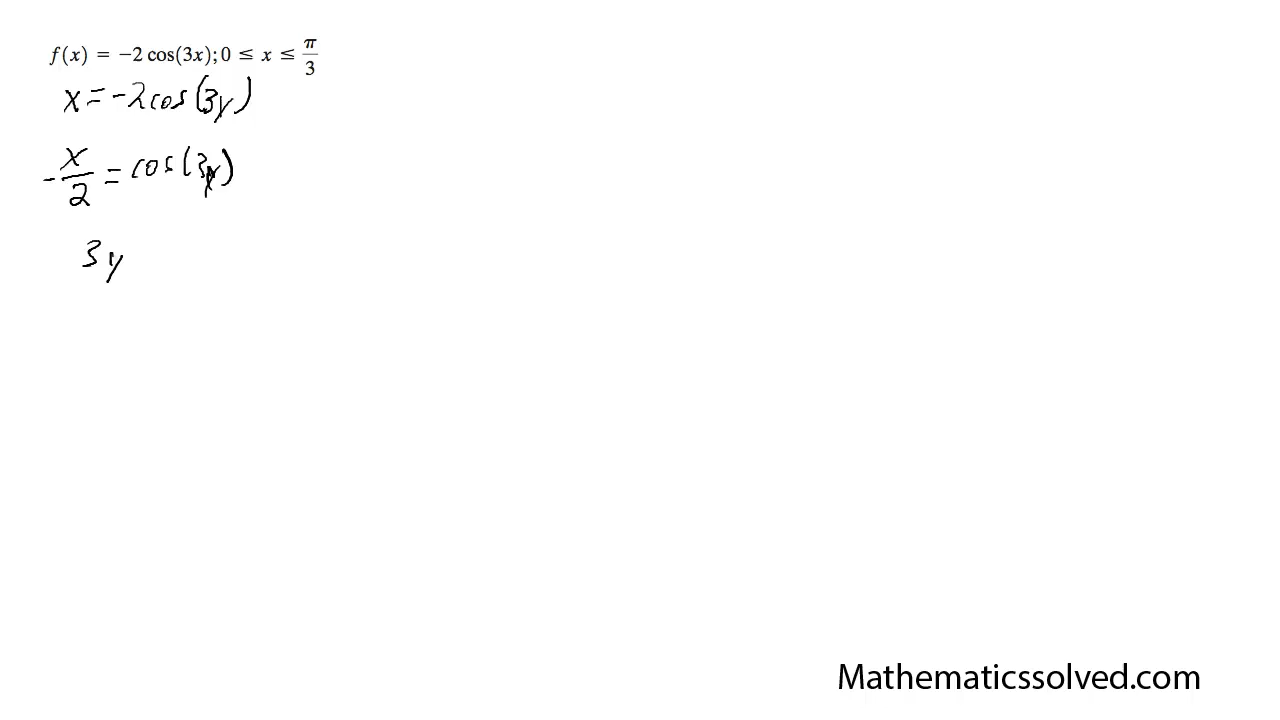 f(x) = −2 cos(3x); 0 ≤ x ≤ π/3
x = -2cos(3y)
-x/2 = cos(3y)
3y
Mathematicssolved.com